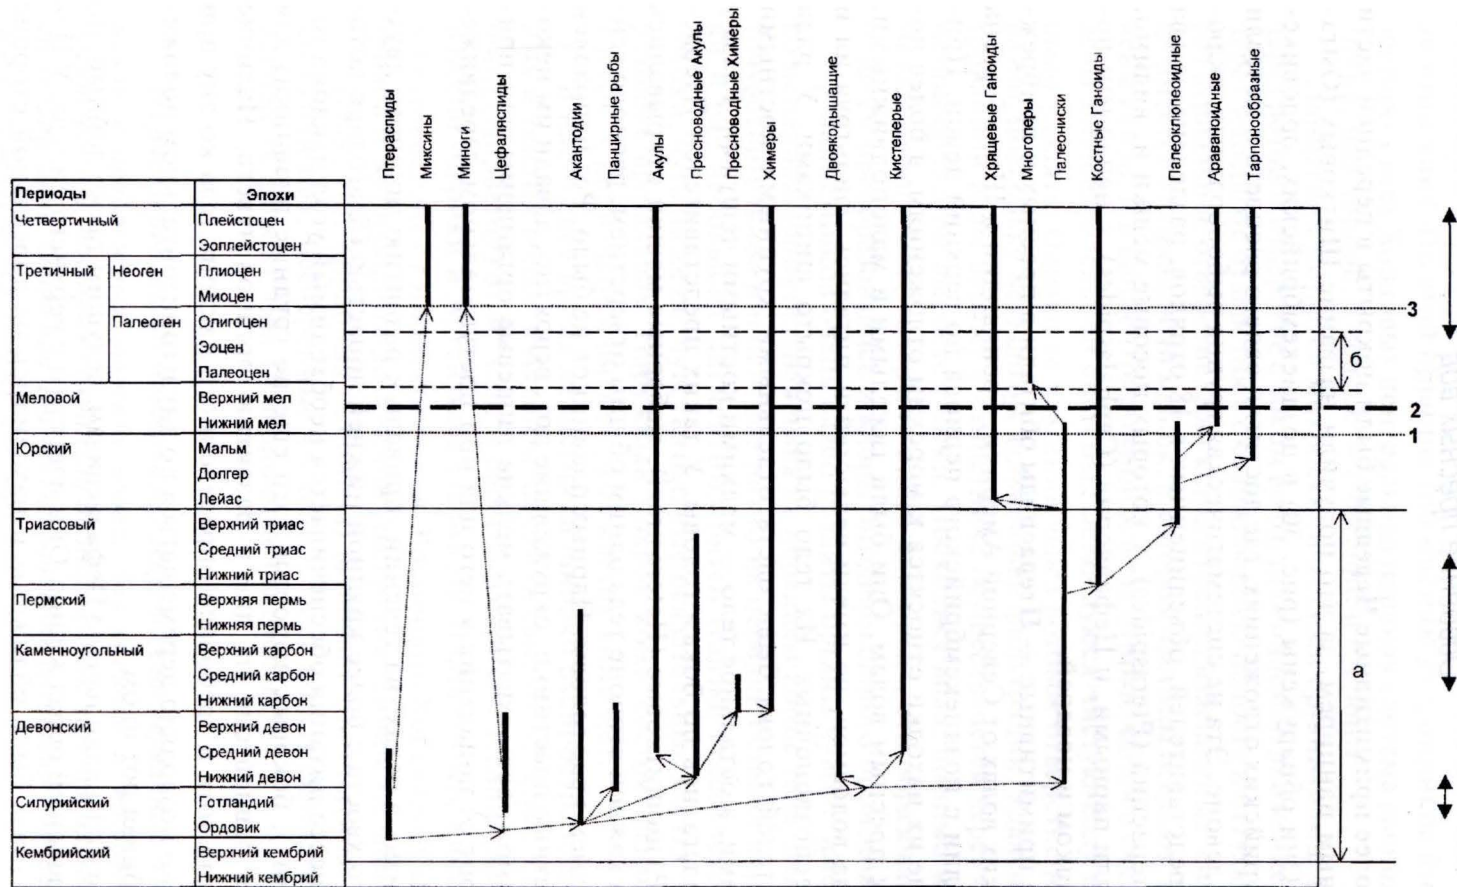 Птераспиды
Миксины
Миноги
Цефаляспиды
Акантодии
Панцирные рыбы
Акулы
Пресноводные Акулы
Пресноводные Химеры
Химеры
Двоякодышащие
Кистеперые
Хрящевые Ганоиды
Многоперы
Палеониски
Костные Ганоиды
Палеоклюпеоидные
Араваноидные
Тарпонообразные
Периоды Эпохи
Четвертичный Плейстоцен
Эоплейстоцен
Третичный Неоген Плиоцен
Миоцен
3
Палеоген Олигоцен
Эоцен
б
Палеоцен
Меловой Верхний мел
2
Нижний мел
1
Юрский Мальм
Долгер
Лейас
Триасовый Верхний триас
Средний триас
Нижний триас
Пермский Верхняя пермь
Нижняя пермь
Каменноугольный Верхний карбон
Средний карбон
а
Нижний карбон
Девонский Верхний девон
Средний девон
Нижний девон
Силурийский Готландий
Ордовик
Кембрийский Верхний кембрий
Нижний кембрий